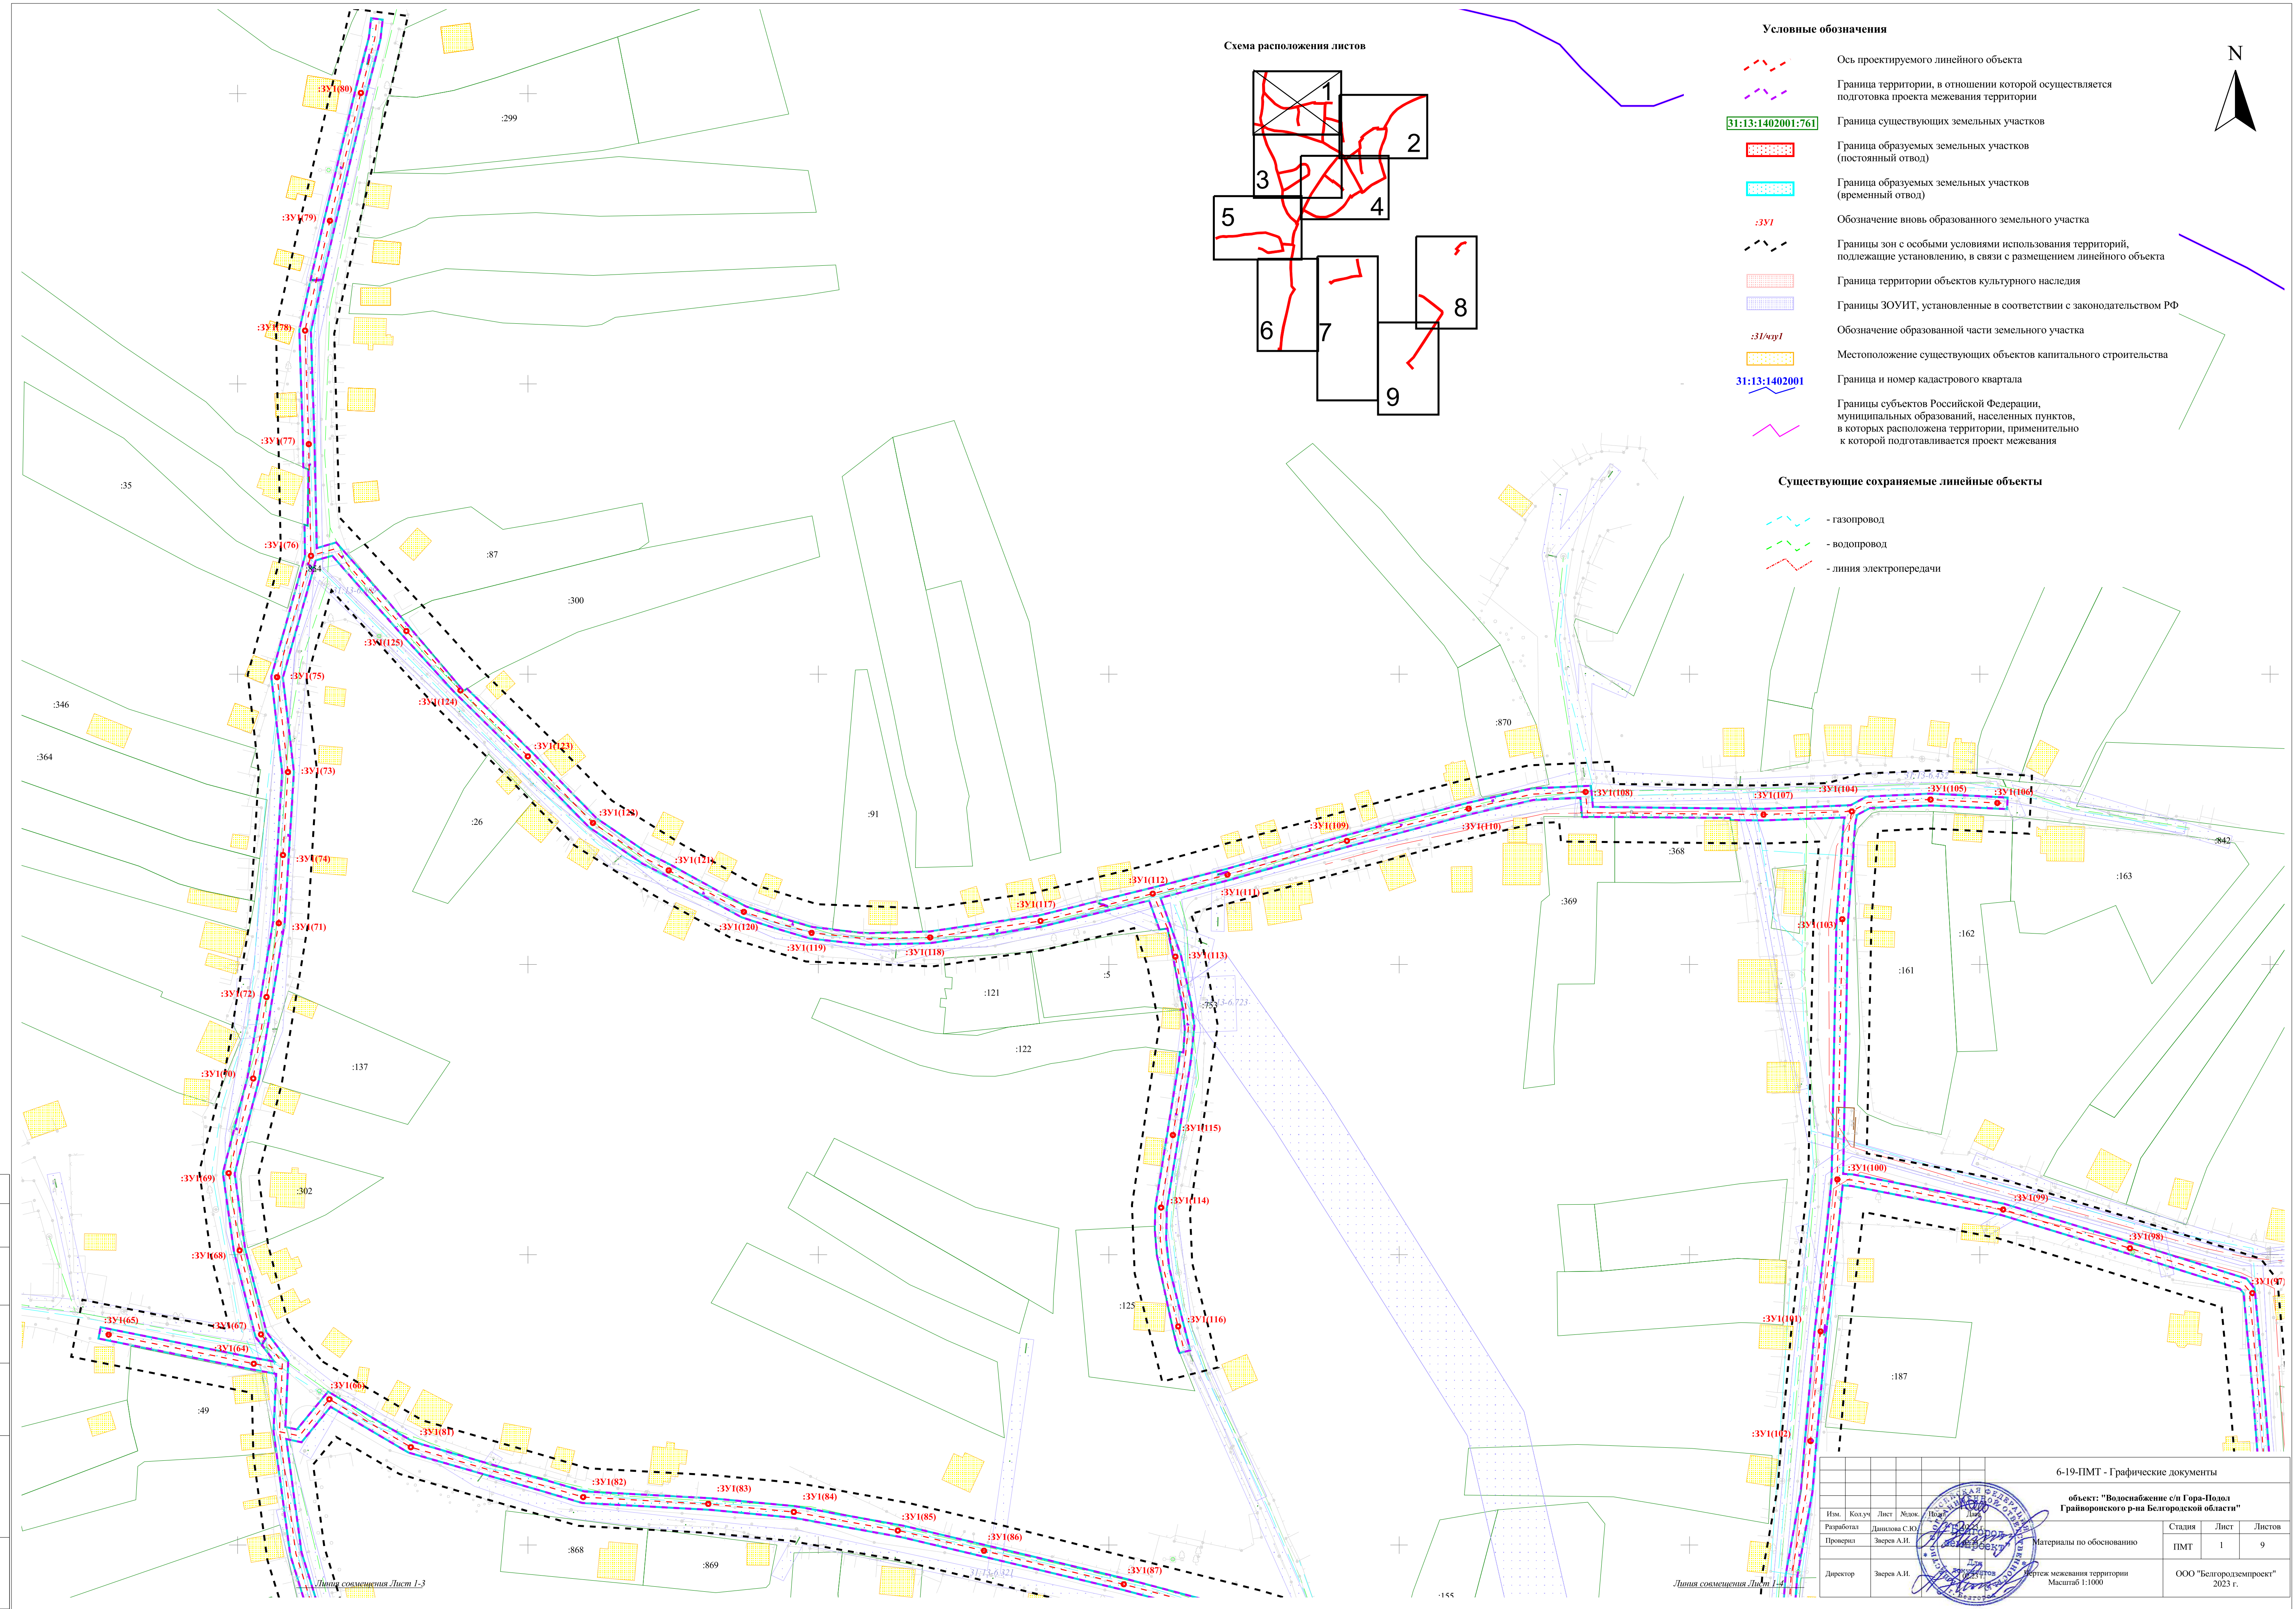 Схема расположения листов
1
2
3
4
5
6
7
8
9
Условные обозначения
Ось проектируемого линейного объекта
Граница территории, в отношении которой осуществляется
подготовка проекта межевания территории
31:13:1402001:761
Граница существующих земельных участков
Граница образуемых земельных участков
(постоянный отвод)
Граница образуемых земельных участков
(временный отвод)
:ЗУ1
Обозначение вновь образованного земельного участка
Границы зон с особыми условиями использования территорий,
подлежащие установлению, в связи с размещением линейного объекта
Граница территории объектов культурного наследия
Границы ЗОУИТ, установленные в соответствии с законодательством РФ
:31/чзу1
Обозначение образованной части земельного участка
Местоположение существующих объектов капитального строительства
31:13:1402001
Граница и номер кадастрового квартала
Границы субъектов Российской Федерации,
муниципальных образований, населенных пунктов,
в которых расположена территории, применительно
к которой подготавливается проект межевания
Существующие сохраняемые линейные объекты
- газопровод
- водопровод
- линия электропередачи
N
:ЗУ1(80)
:299
:ЗУ1(79)
:ЗУ1(78)
:ЗУ1(77)
:35
:ЗУ1(76)
:87
:300
:ЗУ1(125)
:ЗУ1(75)
:ЗУ1(124)
:346
:364
:ЗУ1(123)
:ЗУ1(73)
:26
:91
:ЗУ1(121)
:ЗУ1(74)
:ЗУ1(71)
:ЗУ1(120)
:ЗУ1(119)
:ЗУ1(118)
:ЗУ1(117)
:ЗУ1(112)
:ЗУ1(111)
:ЗУ1(109)
:ЗУ1(110)
:870
:ЗУ1(108)
:ЗУ1(107)
:ЗУ1(104)
:ЗУ1(105)
:ЗУ1(106)
:842
:368
:369
:163
:162
:161
:ЗУ1(103)
:ЗУ1(113)
:5
:121
:122
:753
:ЗУ1(72)
:ЗУ1(70)
:137
:ЗУ1(115)
:ЗУ1(114)
:ЗУ1(69)
:302
:ЗУ1(68)
:ЗУ1(100)
:ЗУ1(99)
:ЗУ1(98)
:ЗУ1(97)
:125
:ЗУ1(116)
:ЗУ1(101)
:187
:ЗУ1(102)
:ЗУ1(65)
:ЗУ1(67)
:ЗУ1(64)
:ЗУ1(66)
:49
:ЗУ1(81)
:ЗУ1(82)
:ЗУ1(83)
:ЗУ1(84)
:ЗУ1(85)
:ЗУ1(86)
:ЗУ1(87)
:868
:869
:155
Линия совмещения Лист 1-3
Линия совмещения Лист 1-4
6-19-ПМТ - Графические документы
объект: "Водоснабжение с/п Гора-Подол
Грайворонского р-на Белгородской области"
Изм. Кол.уч Лист №док.
Разработал Данилова С.Ю.
Проверил Зверев А.И.
Директор Зверев А.И.
Материалы по обоснованию
Стадия Лист Листов
ПМТ 1 9
Чертеж межевания территории
Масштаб 1:1000
ООО "Белгородземпроект"
2023 г.